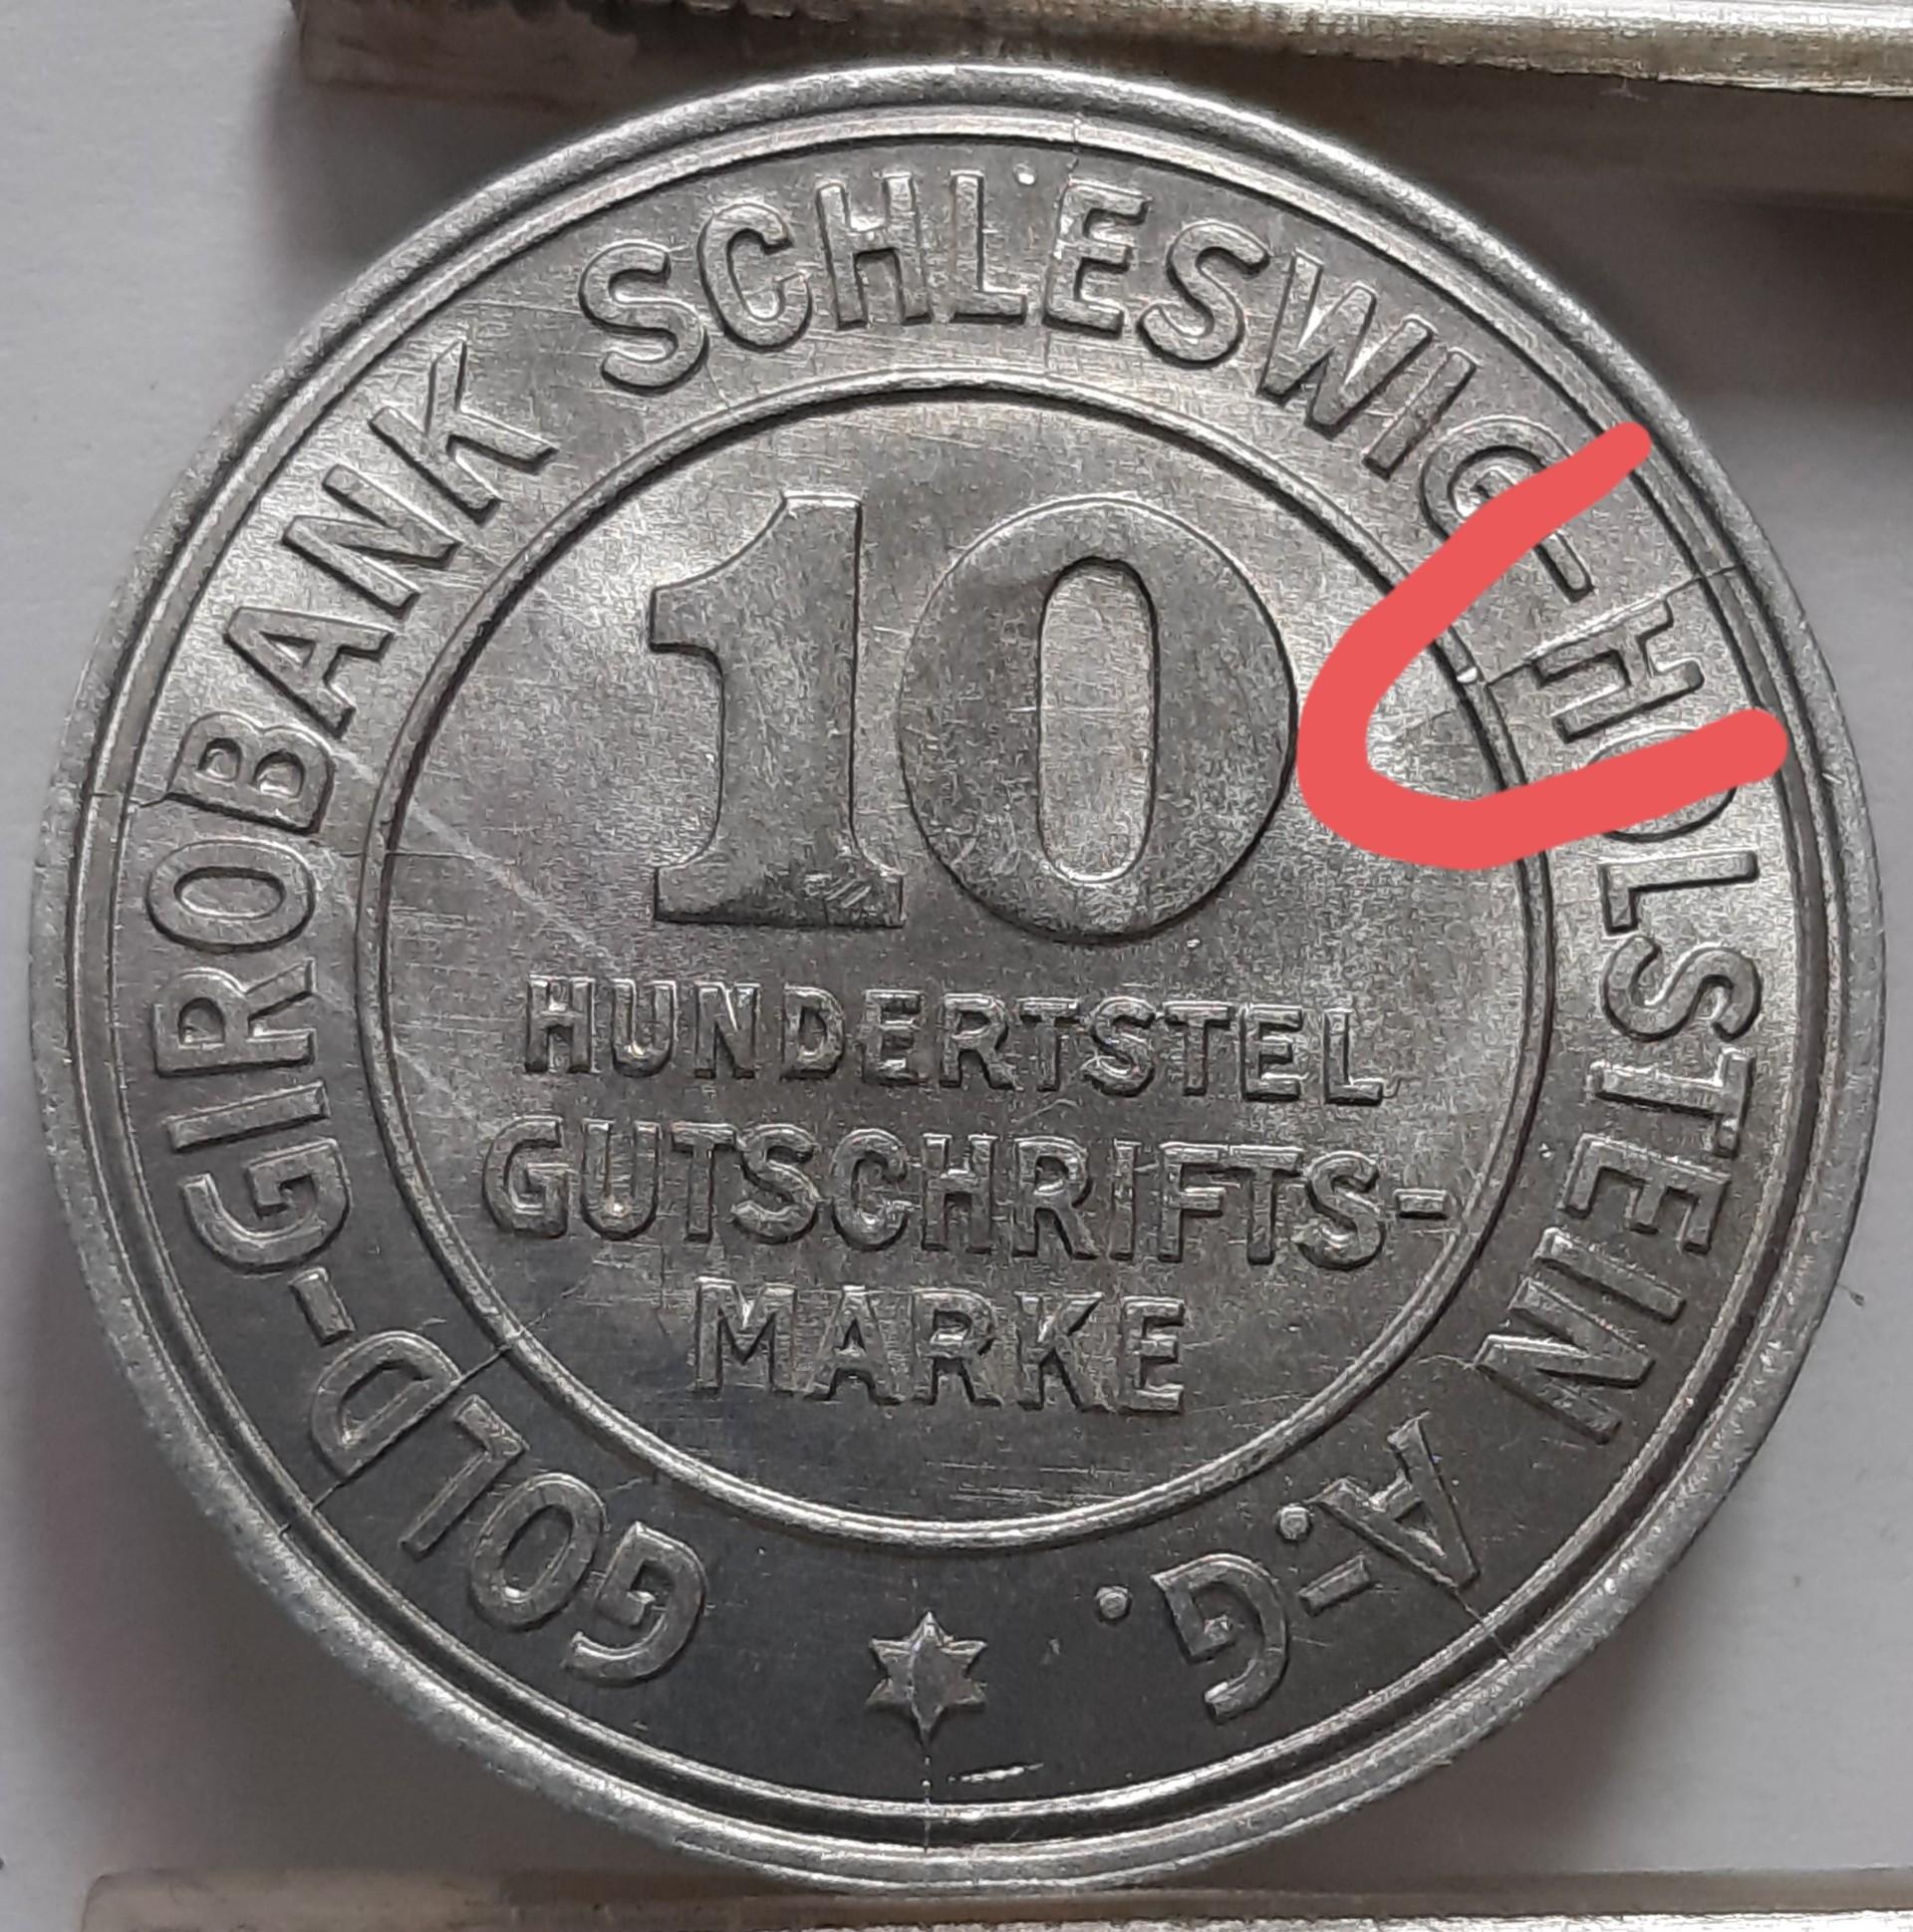 GOLD-GIROBANK SCHLESWIG-HOLSTEIN A.-G.
10
HUNDERTSTEL
GUTSCHRIFTS-
MARKE